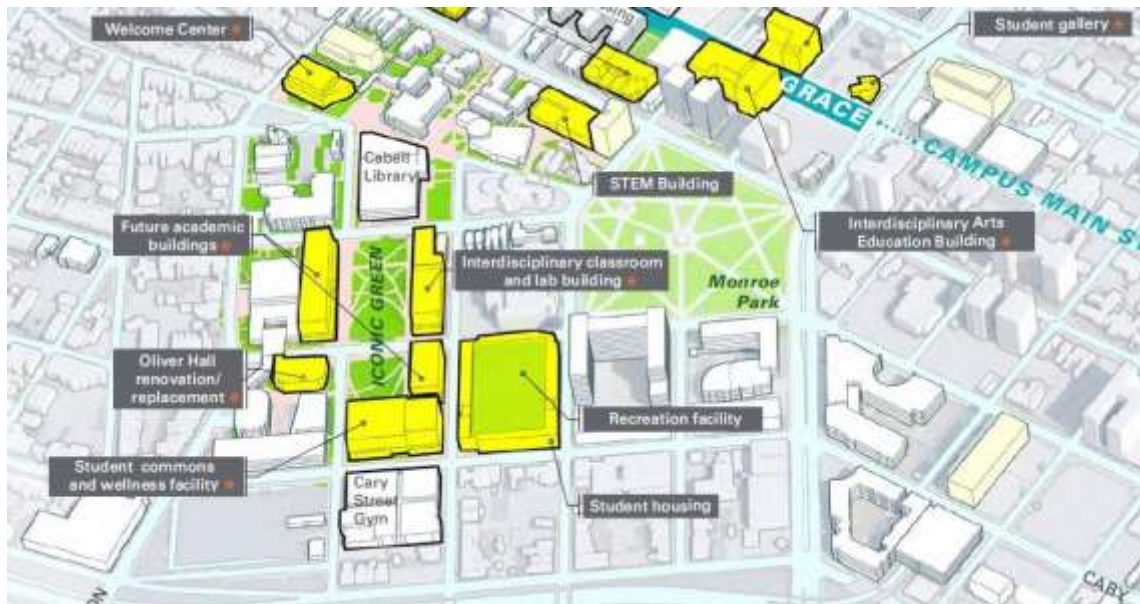 Welcome Center
Student gallery
GRACE
CAMPUS MAIN S
Cabell
Library
STEM Building
Future academic
buildings
Interdisciplinary Arts
Education Building
ICONIC GREEN
Interdisciplinary classroom
and lab building
Monroe
Park
Oliver Hall
renovation/
replacement
Recreation facility
Student commons
and wellness facility
Cary
Street
Gym
Student housing
CARY